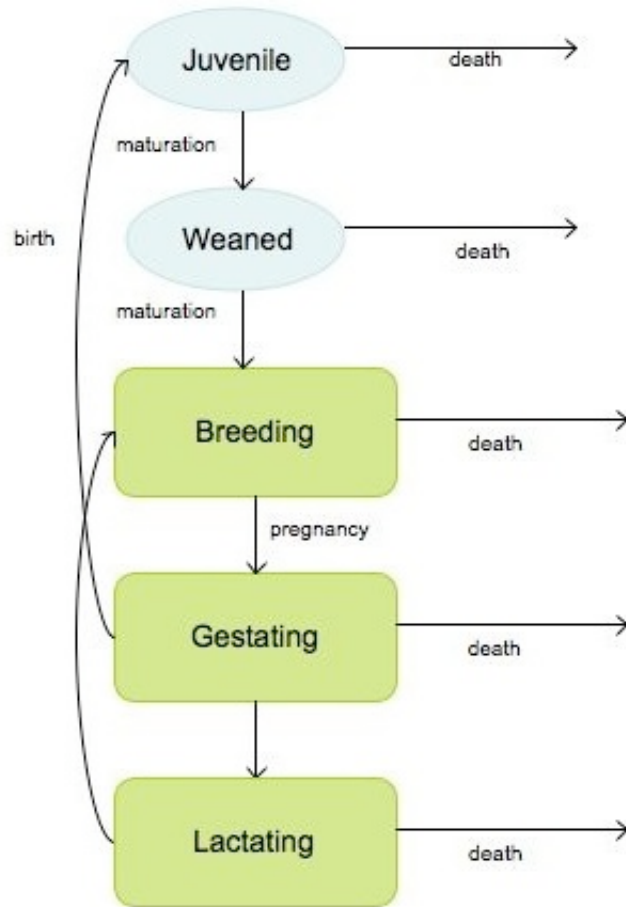 Juvenile
death
maturation
Weaned
birth
death
maturation
Breeding
death
pregnancy
Gestating
death
Lactating
death